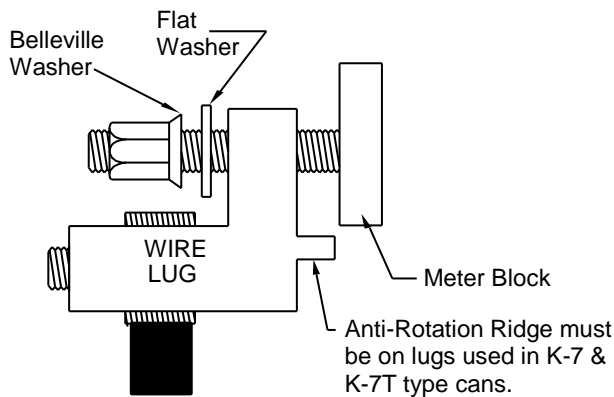 Flat
Washer
Belleville
Washer
WIRE
LUG
Meter Block
Anti-Rotation Ridge must
be on lugs used in K-7 &
K-7T type cans.